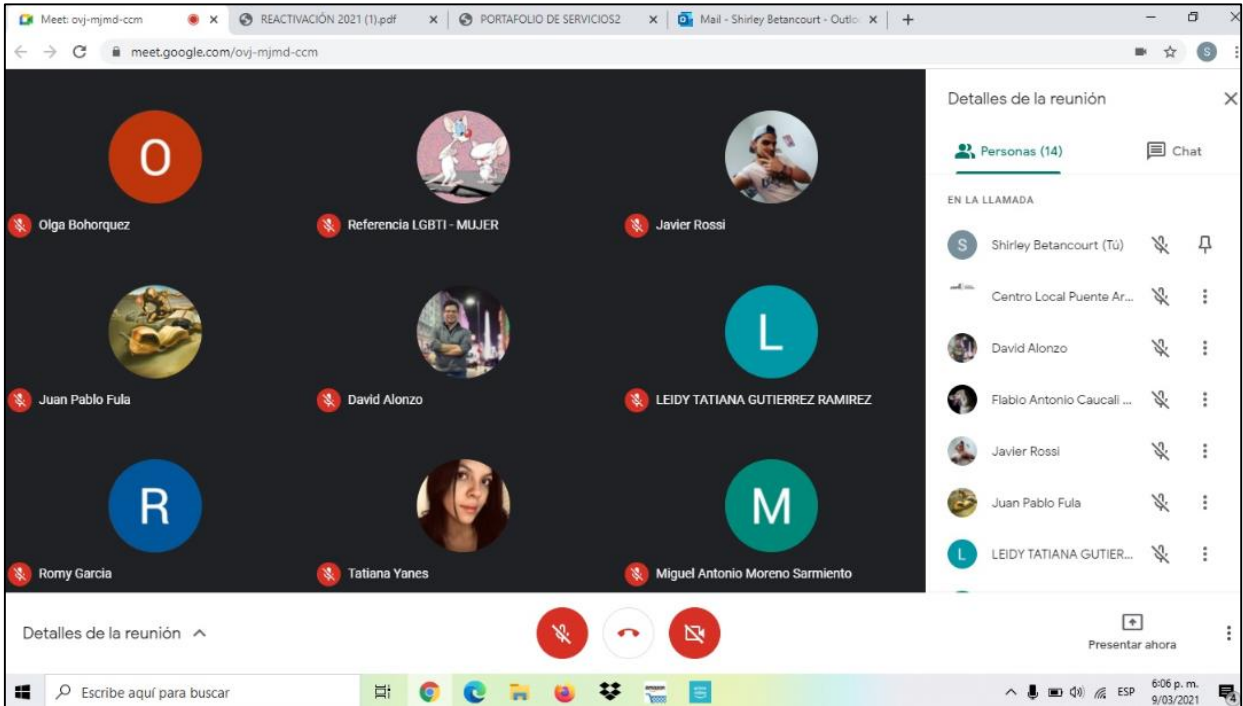 Meet: ovj-mjmd-ccm
REACTIVACIÓN 2021 (1).pdf
PORTAFOLIO DE SERVICIOS2
Mail - Shirley Betancourt - Outlo
meet.google.com/ovj-mjmd-ccm
S
Detalles de la reunión
Personas (14)
Chat
EN LA LLAMADA
Shirley Betancourt (Tú)
Centro Local Puente Ar...
David Alonzo
Flabio Antonio Caucali ...
Javier Rossi
Juan Pablo Fula
L LEIDY TATIANA GUTIER...
O
Olga Bohorquez
Referencia LGBTI - MUJER
Javier Rossi
Juan Pablo Fula
David Alonzo
L
LEIDY TATIANA GUTIERREZ RAMIREZ
R
Romy Garcia
Tatiana Yanes
M
Miguel Antonio Moreno Sarmiento
Detalles de la reunión
Presentar ahora
Escribe aquí para buscar
ESP
6:06 p. m.
9/03/2021
4